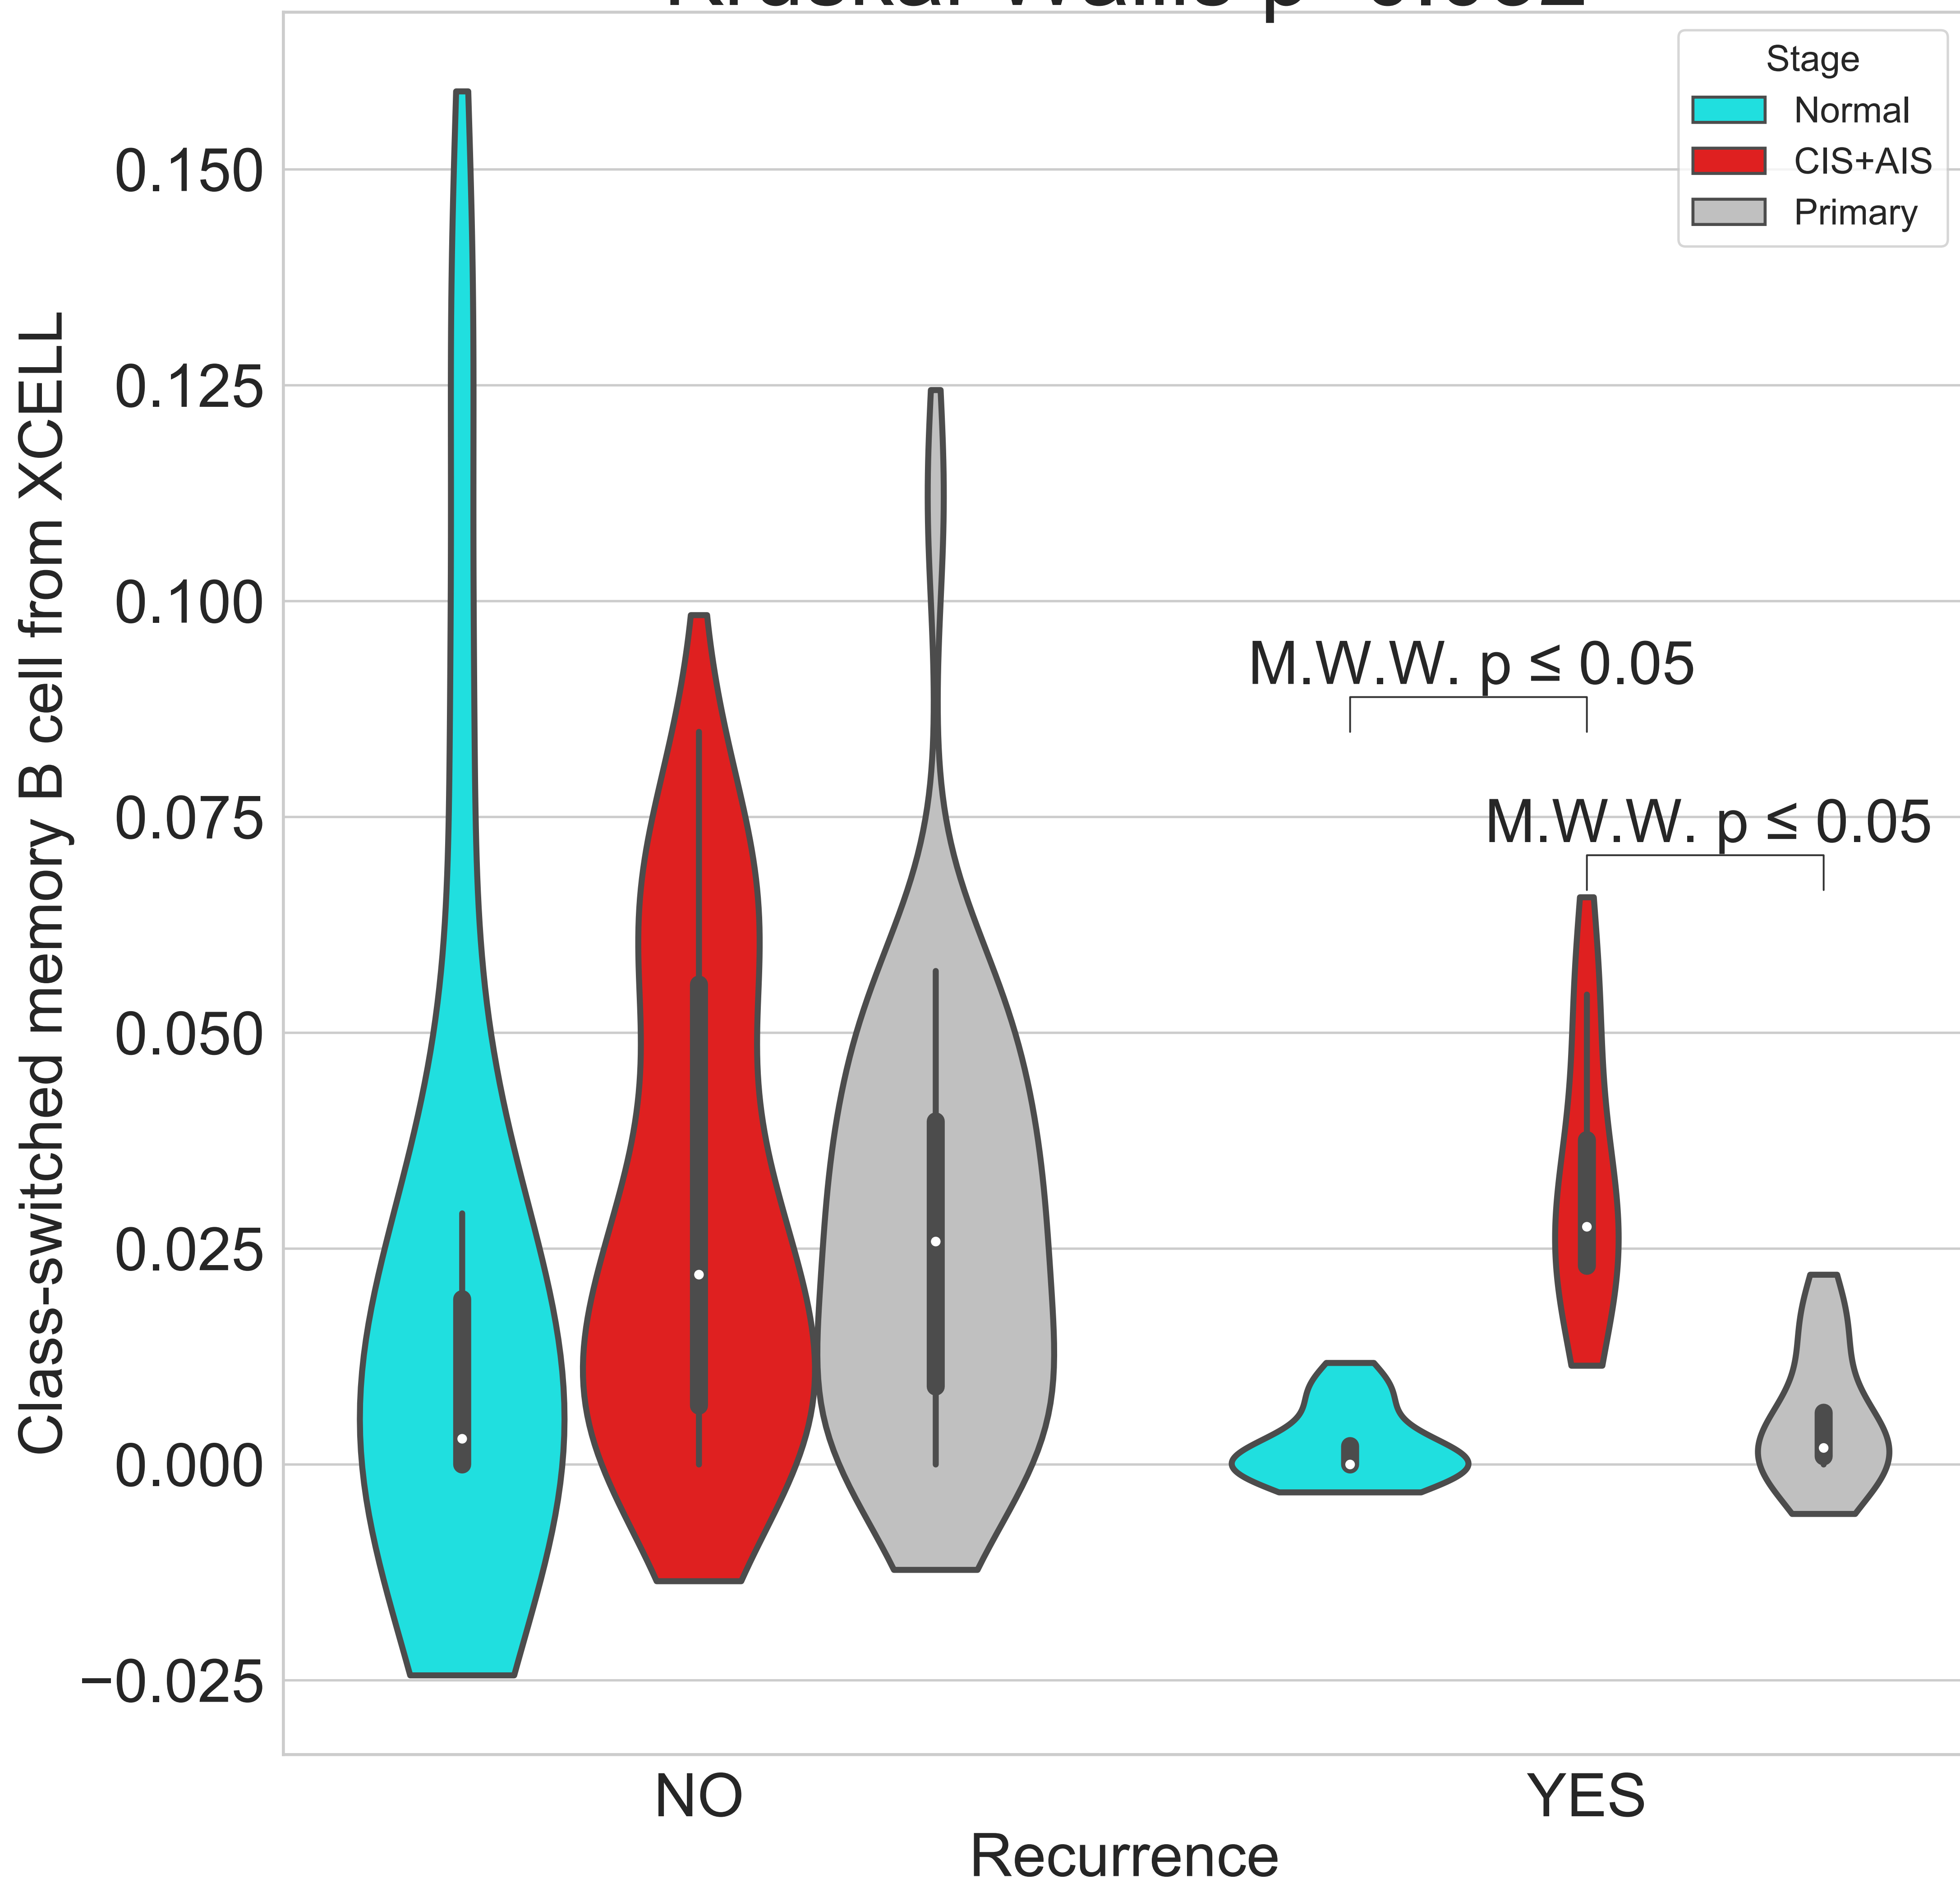 Stage
Normal
CIS+AIS
Primary
0.150
0.125
0.100
0.075
0.050
0.025
0.000
−0.025
Class-switched memory B cell from XCELL
M.W.W. p ≤ 0.05
M.W.W. p ≤ 0.05
NO
YES
Recurrence